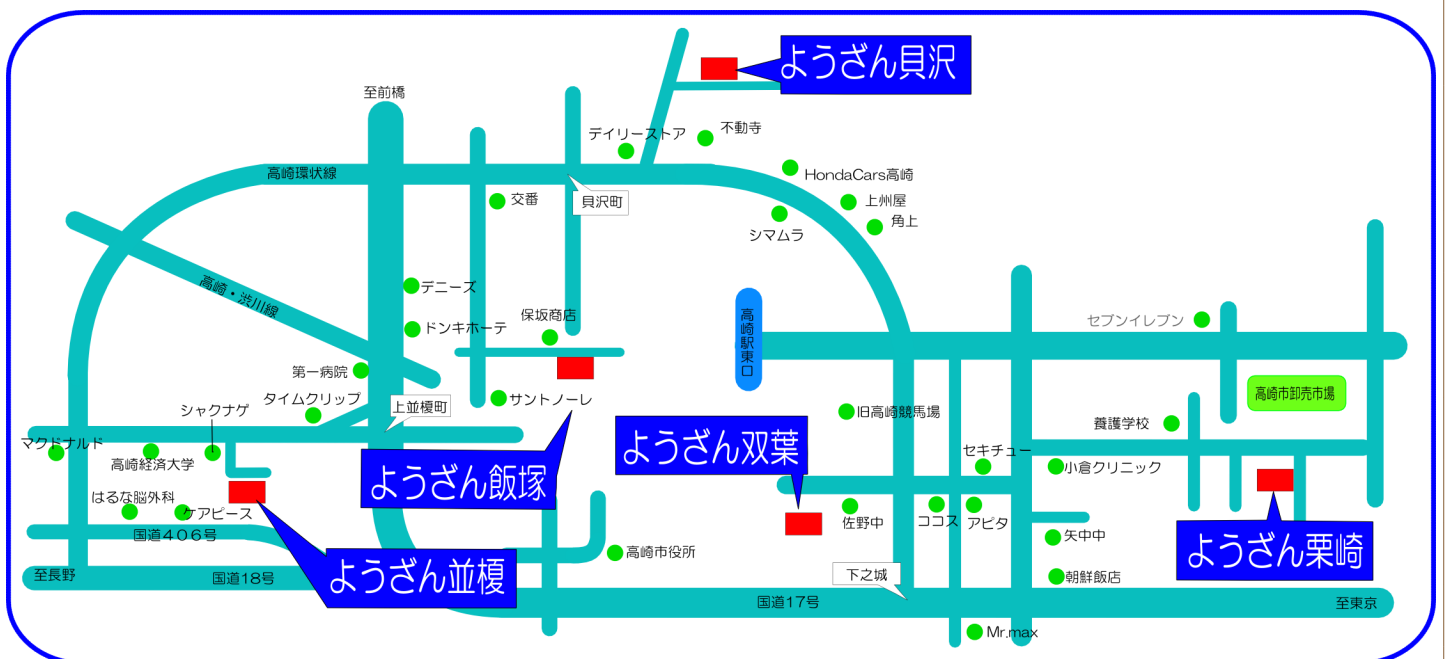 ようざん貝沢
至前橋
デイリーストア
不動寺
高崎環状線
HondaCars高崎
交番
貝沢町
上州屋
角上
シマムラ
高崎・渋川線
デニーズ
ドンキホーテ
保坂商店
高崎駅東口
セブンイレブン
第一病院
タイムクリップ
シャクナゲ
上並榎町
サントノーレ
旧高崎競馬場
高崎市卸売市場
養護学校
マクドナルド
高崎経済大学
ようざん飯塚
ようざん双葉
セキチュー
小倉クリニック
はるな脳外科
ケアピース
国道406号
佐野中
ココス
アピタ
矢中中
ようざん栗崎
高崎市役所
ようざん並榎
至長野
国道18号
下之城
朝鮮飯店
国道17号
至東京
Mr.max